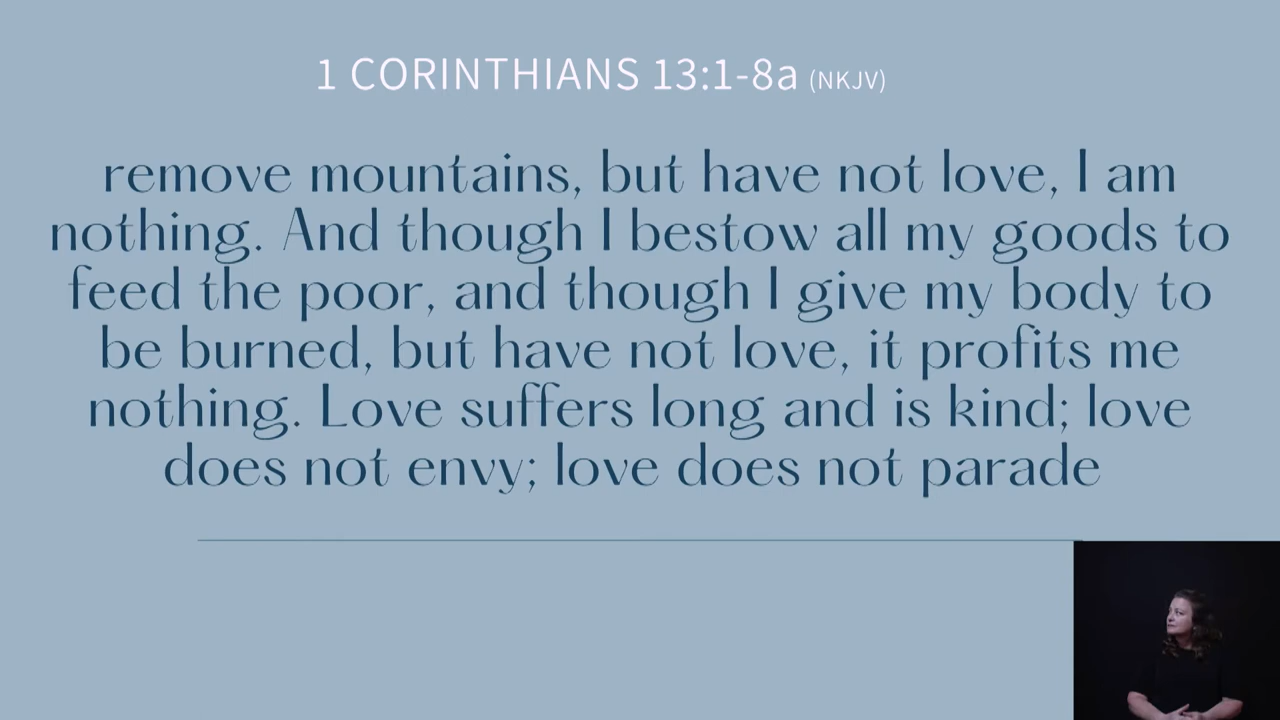 1 CORINTHIANS 13:1-8a (NKJV)
remove mountains, but have not love, I am
nothing. And though I bestow all my goods to
feed the poor, and though I give my body to
be burned, but have not love, it profits me
nothing. Love suffers long and is kind; love
does not envy; love does not parade